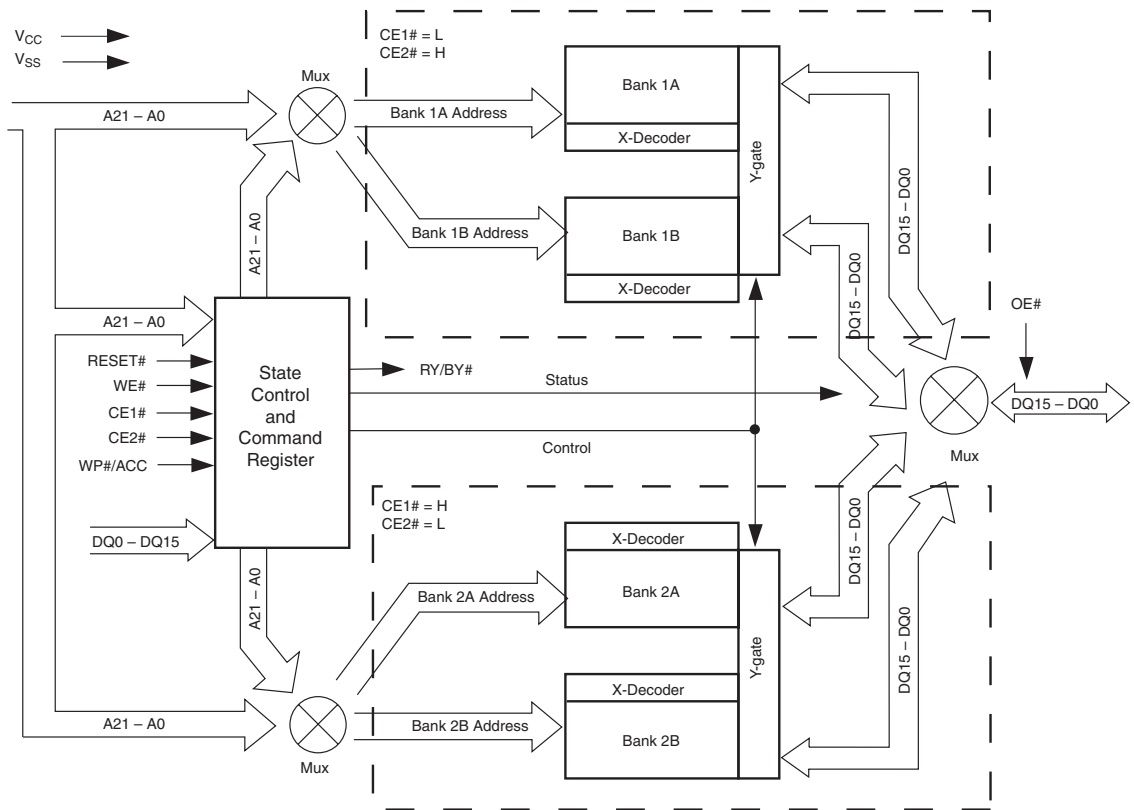 VCC
VSS
CE1# = L
CE2# = H
Mux
A21 – A0
Bank 1A Address
Bank 1A
X-Decoder
Y-gate
Bank 1B Address
Bank 1B
X-Decoder
A21 – A0
DQ15 – DQ0
DQ15 – DQ0
A21 – A0
OE#
RESET#
WE#
CE1#
CE2#
WP#/ACC
State
Control
and
Command
Register
RY/BY#
Status
Control
DQ15 – DQ0
Mux
DQ0 – DQ15
CE1# = H
CE2# = L
A21 – A0
Bank 2A Address
X-Decoder
Bank 2A
Y-gate
DQ15 – DQ0
DQ15 – DQ0
X-Decoder
Bank 2B
Bank 2B Address
A21 – A0
Mux